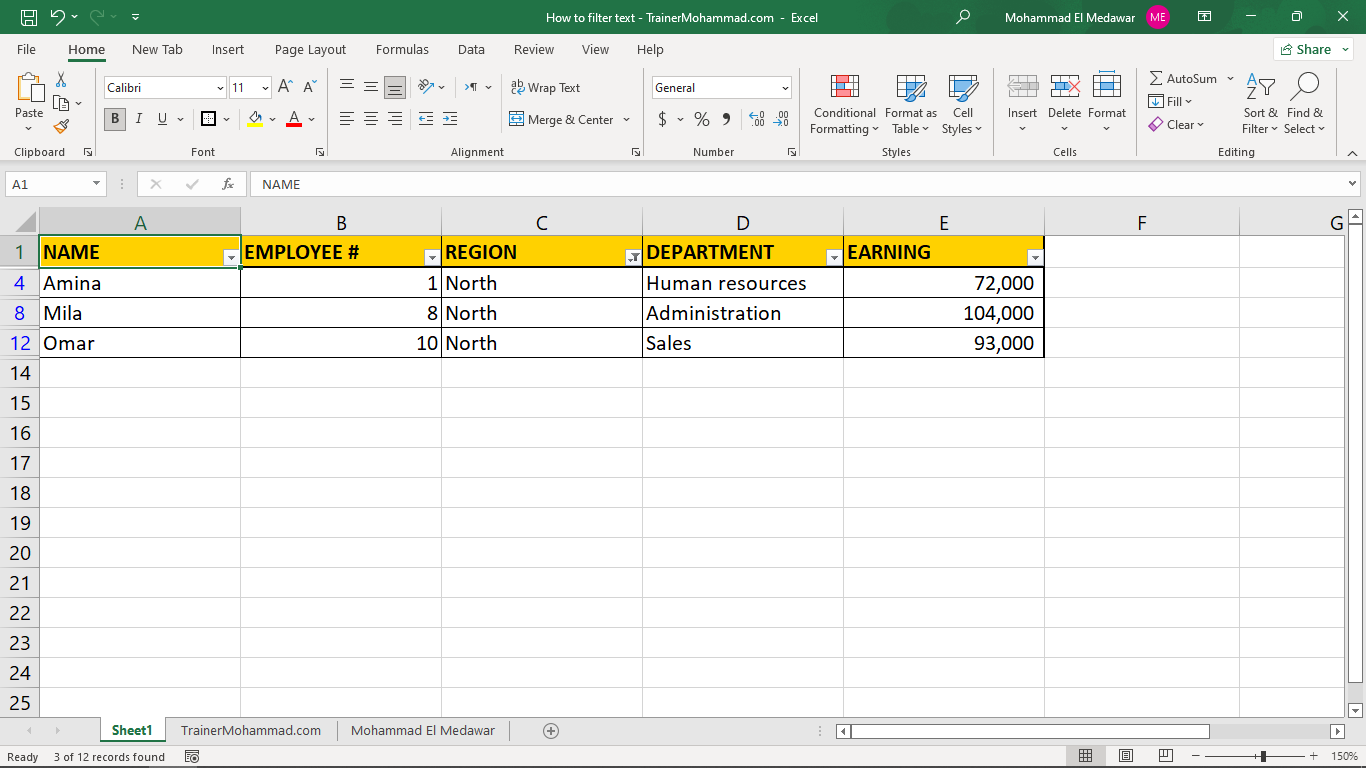 How to filter text - TrainerMohammad.com - Excel
Mohammad El Medawar ME
File Home New Tab Insert Page Layout Formulas Data Review View Help Share
Calibri 11
ab Wrap Text
General
AutoSum
Fill
Clear
Paste
B I U A
Merge & Center
$ % 9
Conditional Formatting
Format as Table
Cell Styles
Insert Delete Format
Sort & Filter
Find & Select
Clipboard Font Alignment Number Styles Cells Editing
A1 fx NAME
A B C D E F G
1 NAME EMPLOYEE # REGION DEPARTMENT EARNING
4 Amina 1 North Human resources 72,000
8 Mila 8 North Administration 104,000
12 Omar 10 North Sales 93,000
14
15
16
17
18
19
20
21
22
23
24
25
Sheet1 TrainerMohammad.com Mohammad El Medawar
Ready 3 of 12 records found 150%